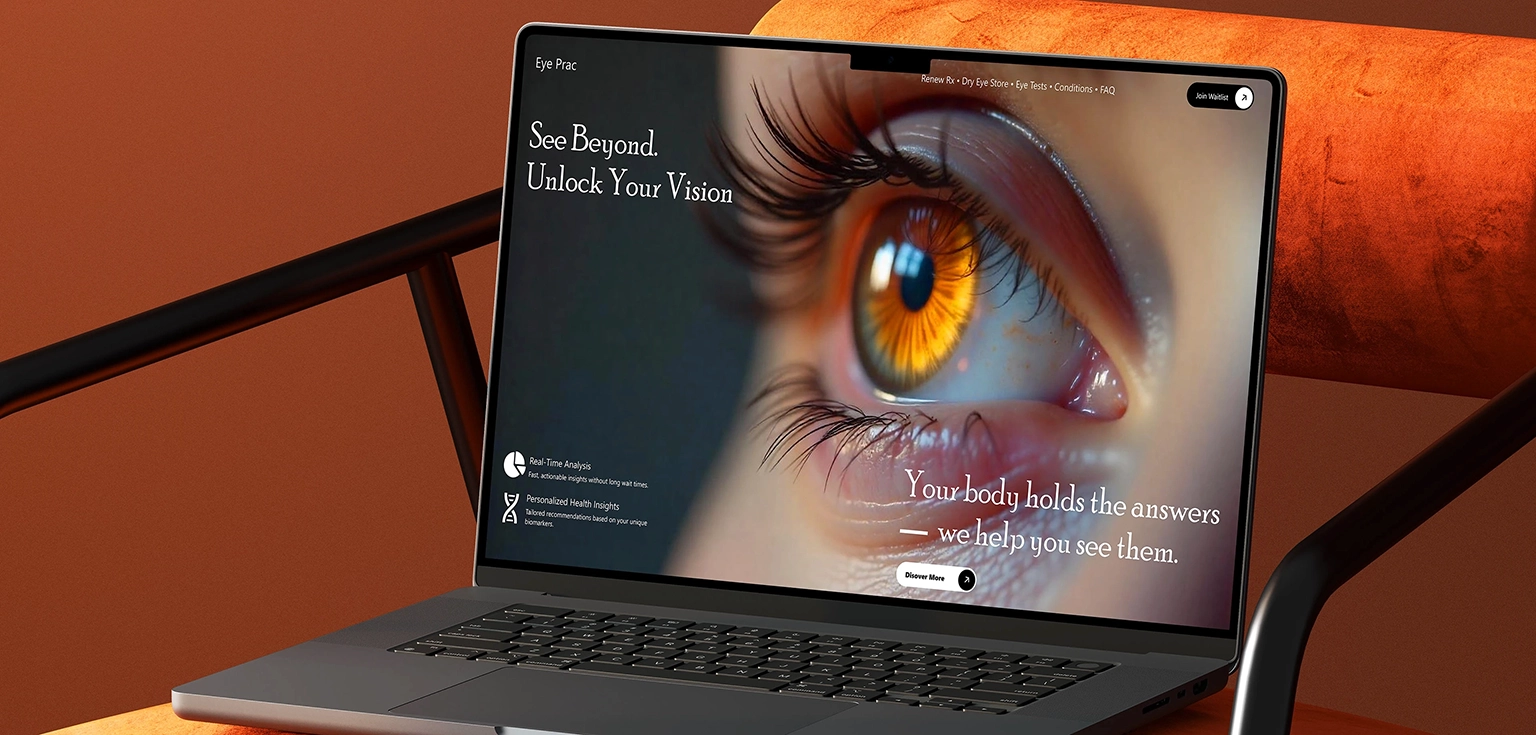 Eye Prac
Renew Rx • Dry Eye Store • Eye Tests • Conditions • FAQ
Join Waitlist
See Beyond.
Unlock Your Vision
Real-Time Analysis
Fast, actionable insights without long wait times.
Personalized Health Insights
Tailored recommendations based on your unique
biomarkers.
Your body holds the answers
— we help you see them.
Disover More